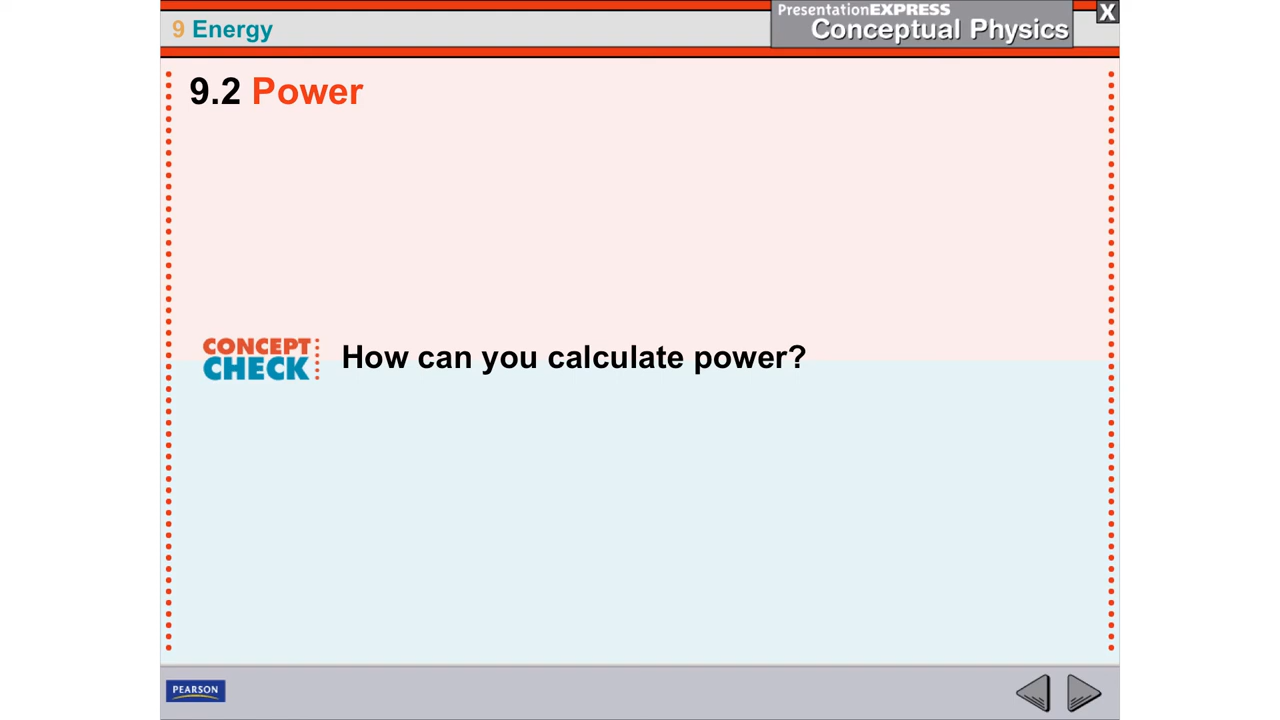 9 Energy
PresentationEXPRESS
Conceptual Physics
X
9.2 Power
CONCEPT
CHECK
How can you calculate power?
PEARSON